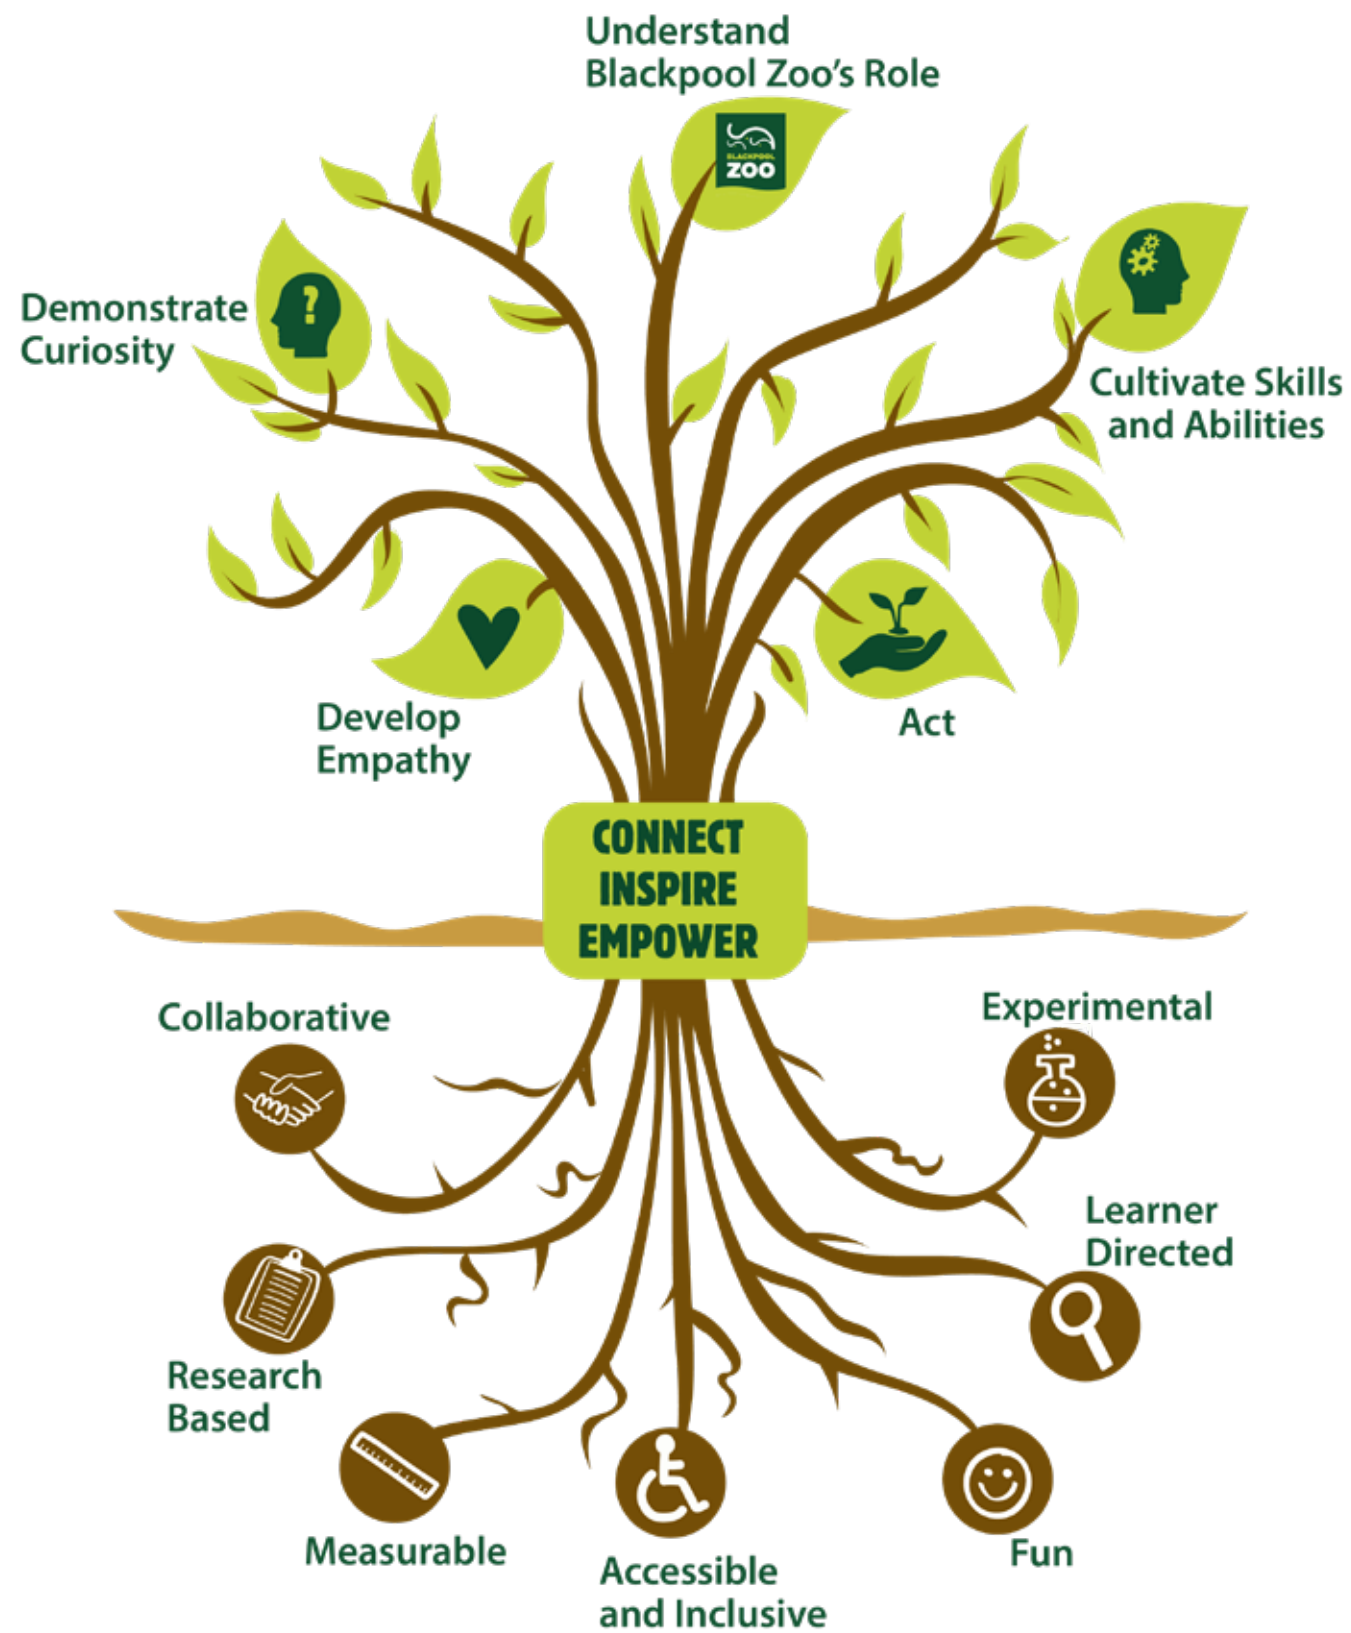 Understand
Blackpool Zoo's Role
BLACKPOOL
ZOO
?
Demonstrate
Curiosity
Cultivate Skills
and Abilities
Develop
Empathy
Act
CONNECT
INSPIRE
EMPOWER
Collaborative
Experimental
Learner
Directed
Research
Based
Measurable
Accessible
and Inclusive
Fun